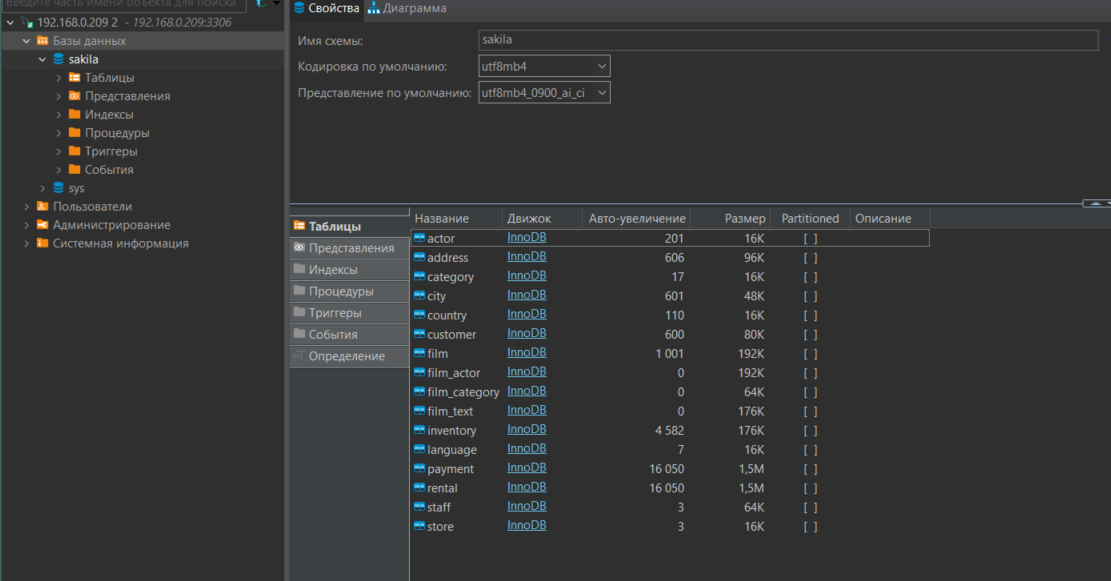 Введите часть имени объекта для поиска
192.168.0.209 2 - 192.168.0.209:3306
Базы данных
sakila
Таблицы
Представления
Индексы
Процедуры
Триггеры
События
sys
Пользователи
Администрирование
Системная информация
Свойства Диаграмма
Имя схемы: sakila
Кодировка по умолчанию: utf8mb4
Представление по умолчанию: utf8mb4_0900_ai_ci
Таблицы
Представления
Индексы
Процедуры
Триггеры
События
Определение
Название Движок Авто-увеличение Размер Partitioned Описание
actor InnoDB 201 16K [ ]
address InnoDB 606 96K [ ]
category InnoDB 17 16K [ ]
city InnoDB 601 48K [ ]
country InnoDB 110 16K [ ]
customer InnoDB 600 80K [ ]
film InnoDB 1 001 192K [ ]
film_actor InnoDB 0 192K [ ]
film_category InnoDB 0 64K [ ]
film_text InnoDB 0 176K [ ]
inventory InnoDB 4 582 176K [ ]
language InnoDB 7 16K [ ]
payment InnoDB 16 050 1,5M [ ]
rental InnoDB 16 050 1,5M [ ]
staff InnoDB 3 64K [ ]
store InnoDB 3 16K [ ]